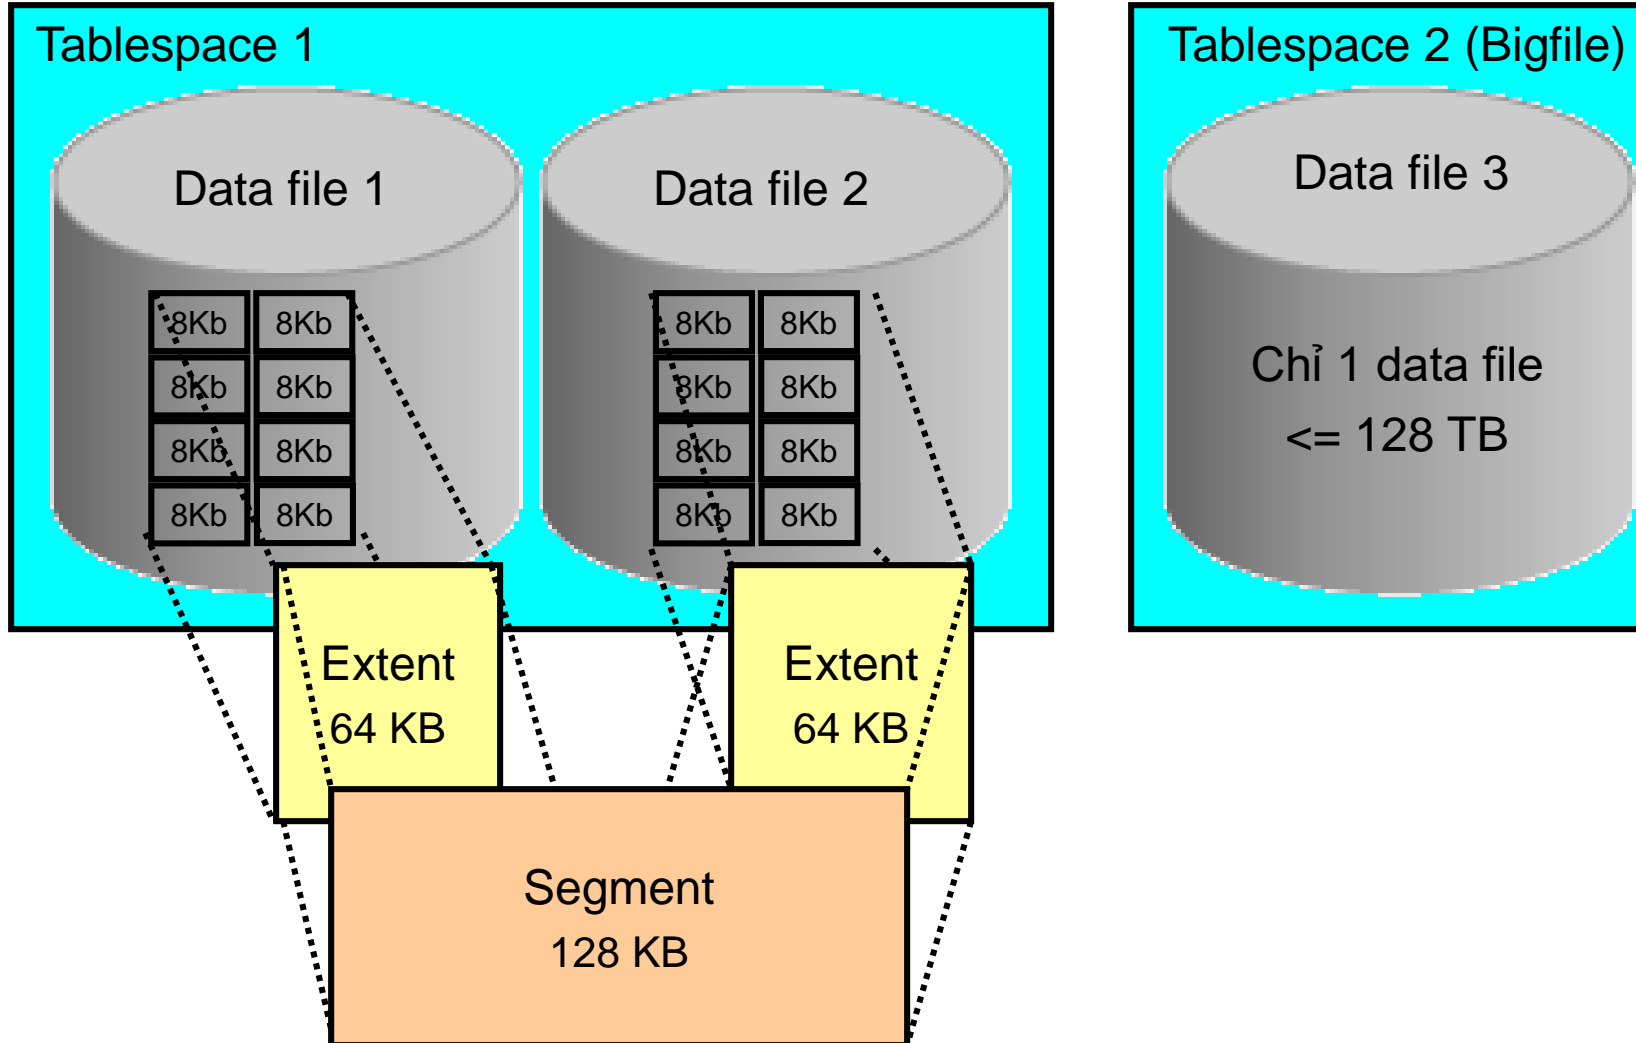 Tablespace 1
Tablespace 2 (Bigfile)
Data file 1
Data file 2
Data file 3
8Kb 8Kb 8Kb 8Kb
8Kb 8Kb 8Kb 8Kb
8Kb 8Kb 8Kb 8Kb
8Kb 8Kb 8Kb 8Kb
Chỉ 1 data file
<= 128 TB
Extent
64 KB
Extent
64 KB
Segment
128 KB